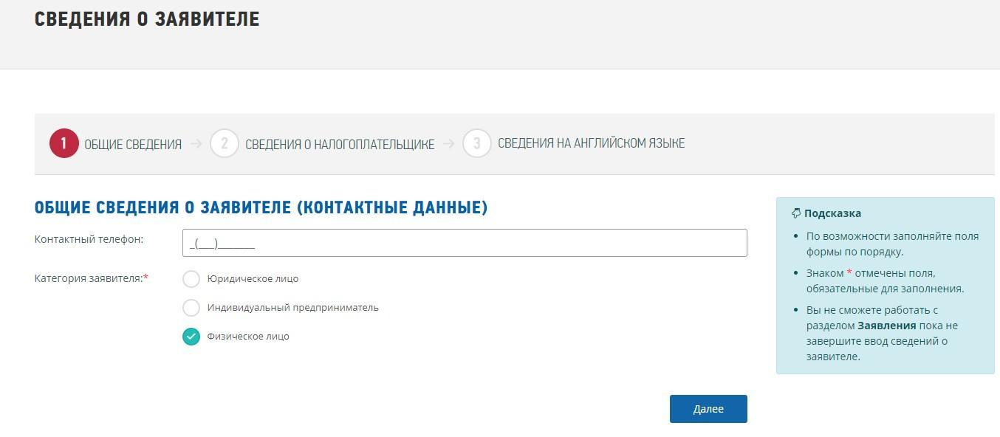 СВЕДЕНИЯ О ЗАЯВИТЕЛЕ
1 ОБЩИЕ СВЕДЕНИЯ → 2 СВЕДЕНИЯ О НАЛОГОПЛАТЕЛЬЩИКЕ → 3 СВЕДЕНИЯ НА АНГЛИЙСКОМ ЯЗЫКЕ
ОБЩИЕ СВЕДЕНИЯ О ЗАЯВИТЕЛЕ (КОНТАКТНЫЕ ДАННЫЕ)
Контактный телефон:
_(___)_______
Категория заявителя:*
Юридическое лицо
Индивидуальный предприниматель
Физическое лицо
Далее
Подсказка
• По возможности заполняйте поля
формы по порядку.
• Знаком * отмечены поля,
обязательные для заполнения.
• Вы не сможете работать с
разделом Заявления пока не
завершите ввод сведений о
заявителе.